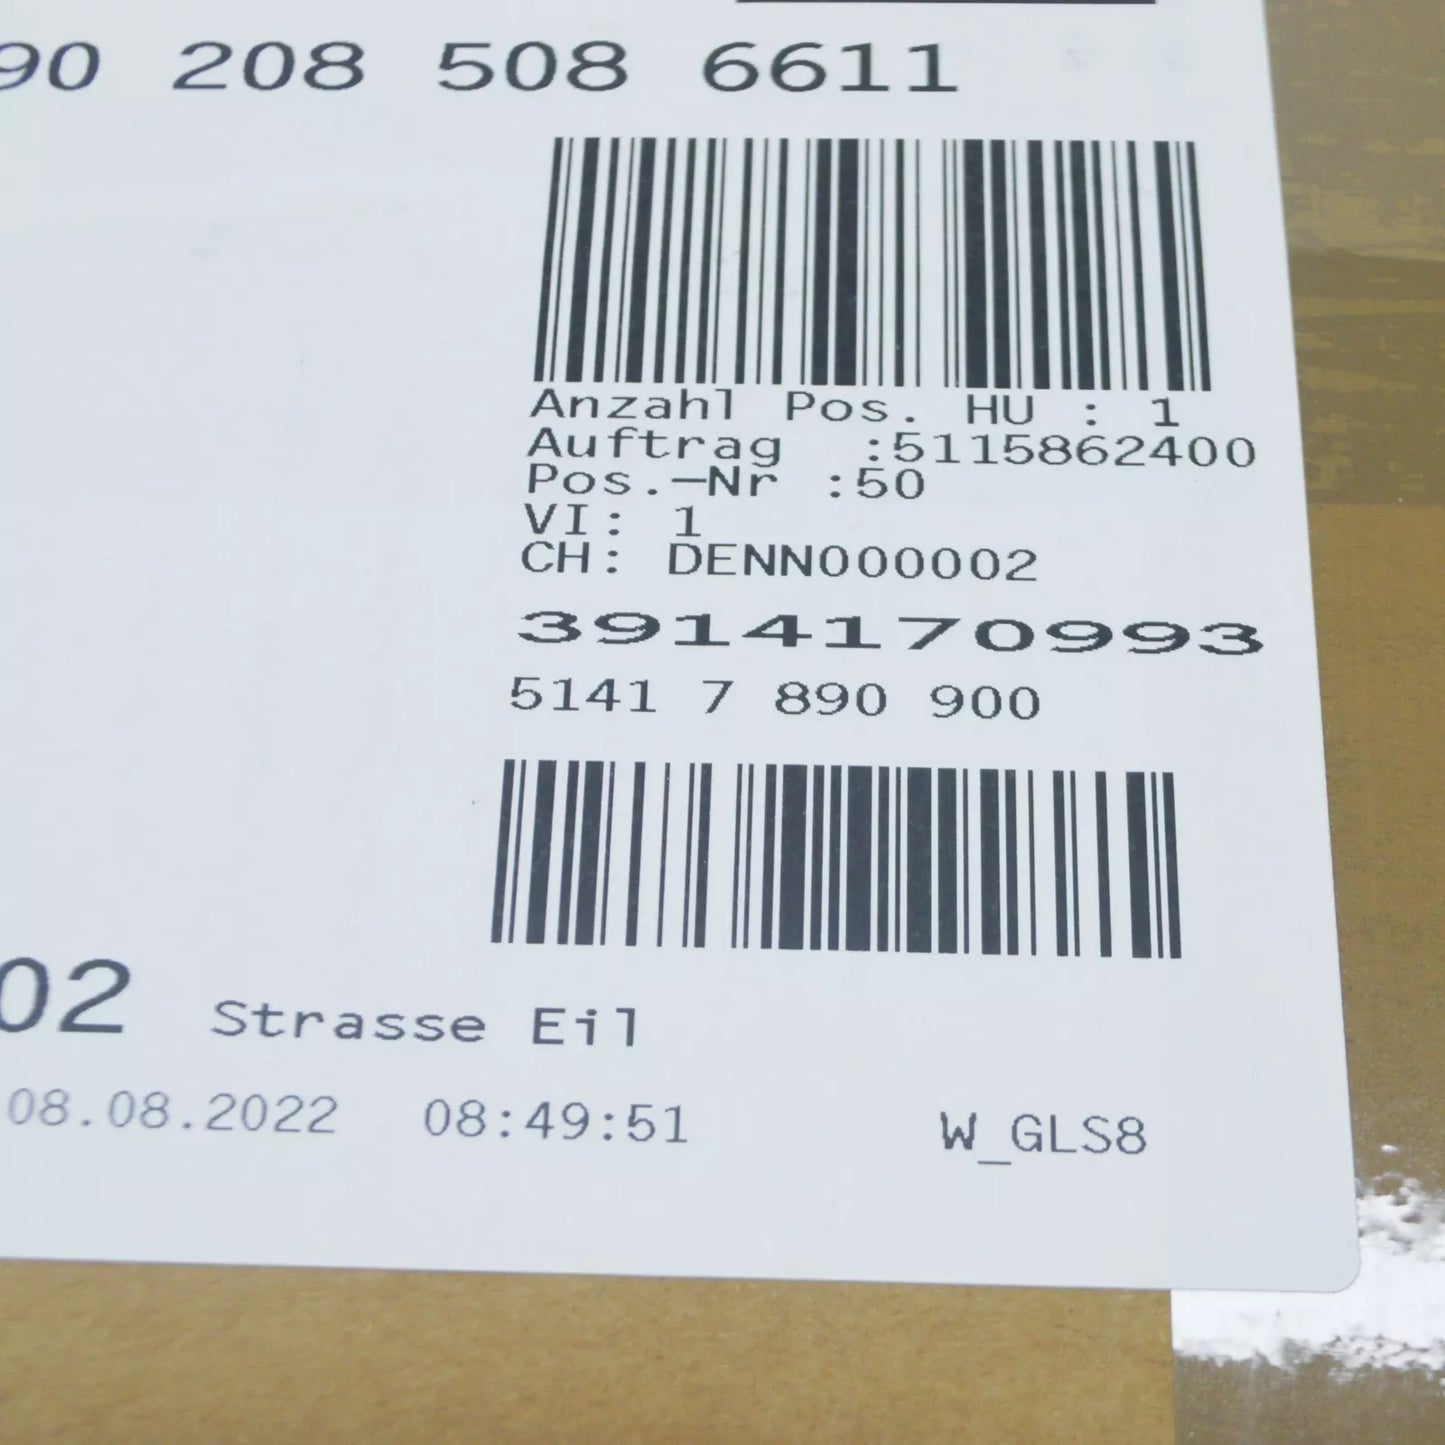 90 208 508 6611
Anzahl Pos. HU : 1
Auftrag :5115862400
Pos.-Nr :50
VI: 1
CH: DENN000002
3914170993
5141 7 890 900
02 Strasse Eil
08.08.2022 08:49:51 W_GLS8